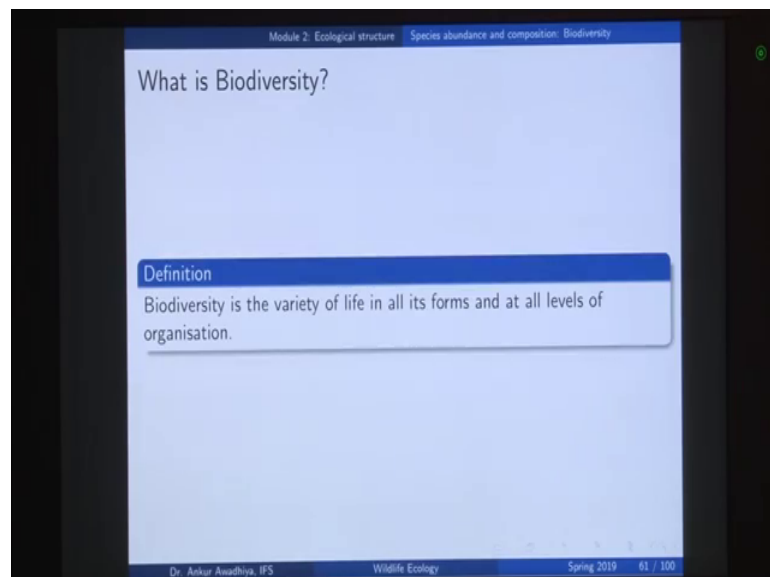 Module 2: Ecological structure Species abundance and composition: Biodiversity
What is Biodiversity?
Definition
Biodiversity is the variety of life in all its forms and at all levels of
organisation.
Dr. Ankur Awadhiya, IFS Wildlife Ecology Spring 2019 61 / 100